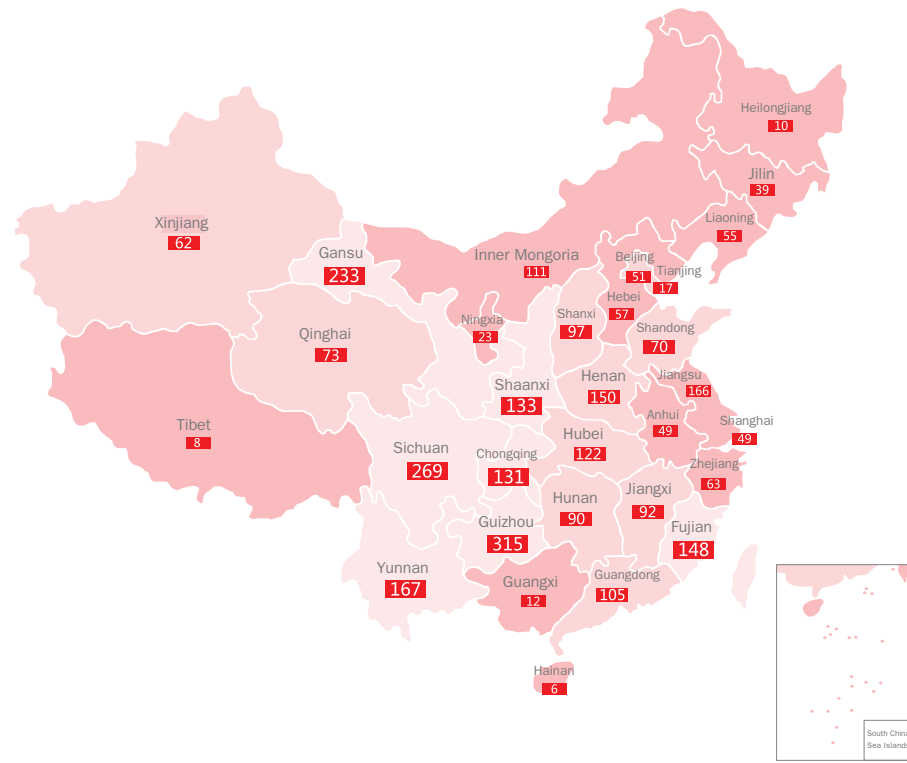 Heilongjiang
10
Jilin
39
Liaoning
55
Xinjiang
62
Gansu
233
Inner Mongoria
111
Beijing
51
Tianjing
17
Hebei
57
Ningxia
23
Shanxi
97
Shandong
70
Qinghai
73
Shaanxi
133
Henan
150
Jiangsu
166
Tibet
8
Anhui
49
Shanghai
49
Sichuan
269
Chongqing
131
Hubei
122
Zhejiang
63
Hunan
90
Jiangxi
92
Guizhou
315
Fujian
148
Yunnan
167
Guangxi
12
Guangdong
105
Hainan
6
South China
Sea Islands